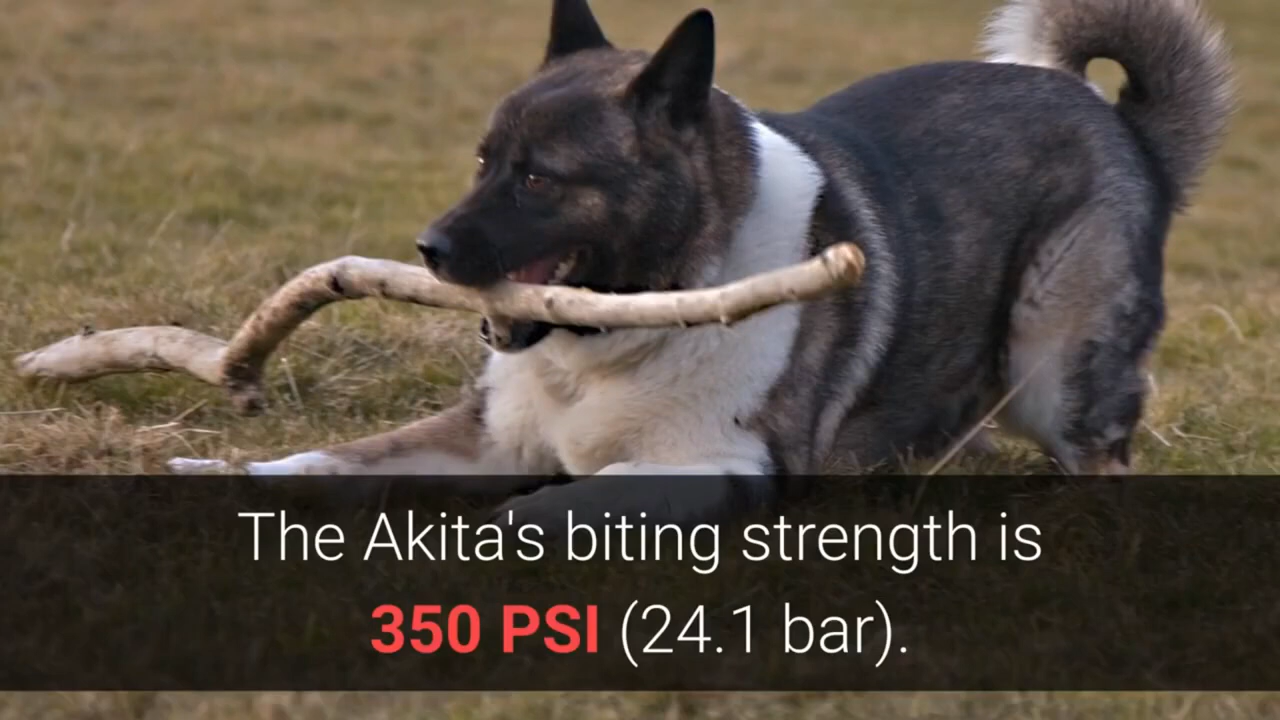 The Akita's biting strength is
350 PSI (24.1 bar).